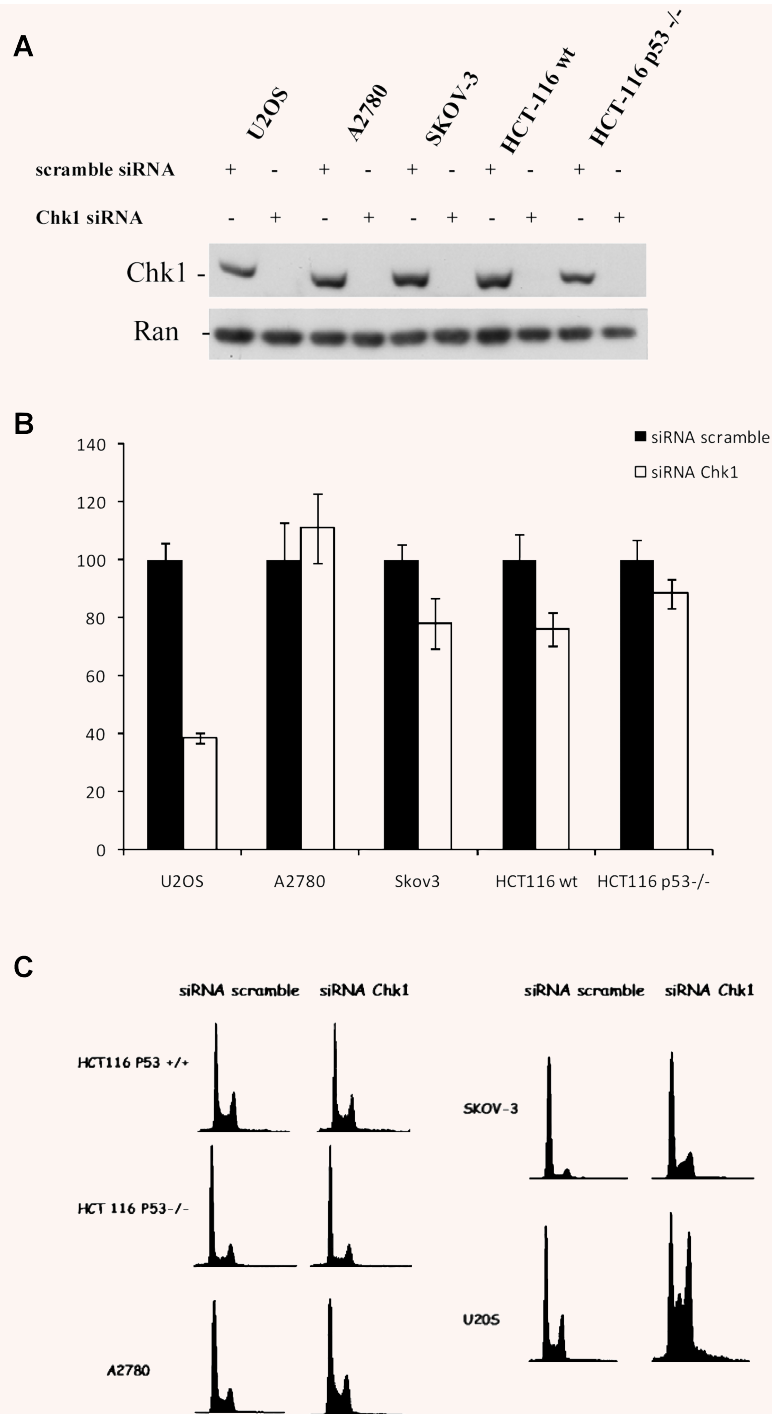 A
U2OS
A2780
SKOV-3
HCT-116 wt
HCT-116 p53 -/-
scramble siRNA + - + - + - + - + -
Chk1 siRNA - + - + - + - + - +
Chk1 -
Ran -
B
140
120
100
80
60
40
20
0
siRNA scramble
siRNA Chk1
U2OS A2780 Skov3 HCT116 wt HCT116 p53-/-
C
siRNA scramble siRNA Chk1
HCT116 P53 +/+
HCT 116 P53-/-
A2780
siRNA scramble siRNA Chk1
SKOV-3
U2OS